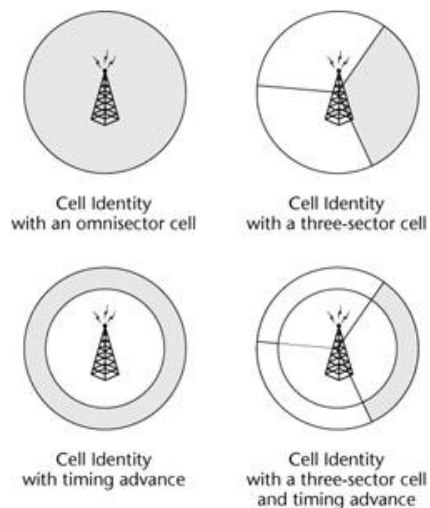 Cell Identity
with an omnisector cell
Cell Identity
with a three-sector cell
Cell Identity
with timing advance
Cell Identity
with a three-sector cell
and timing advance